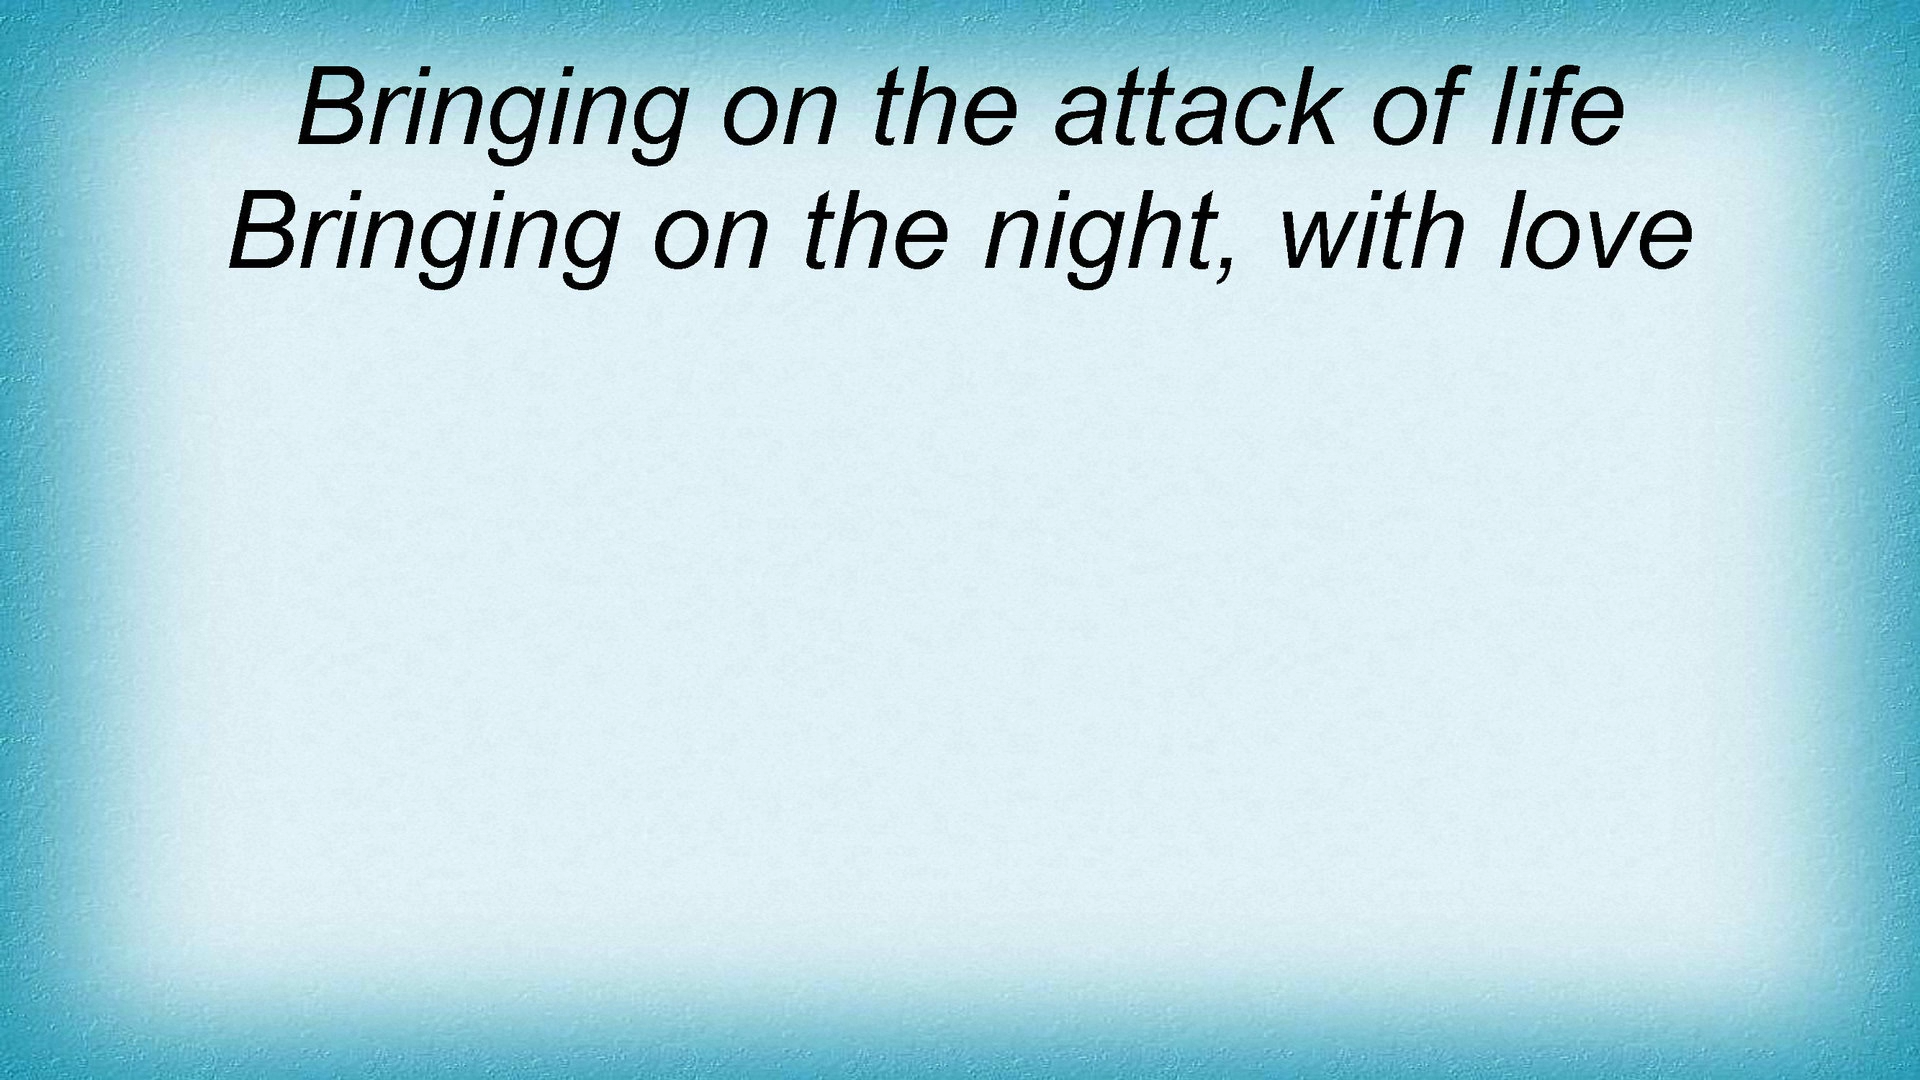 Bringing on the attack of life
Bringing on the night, with love